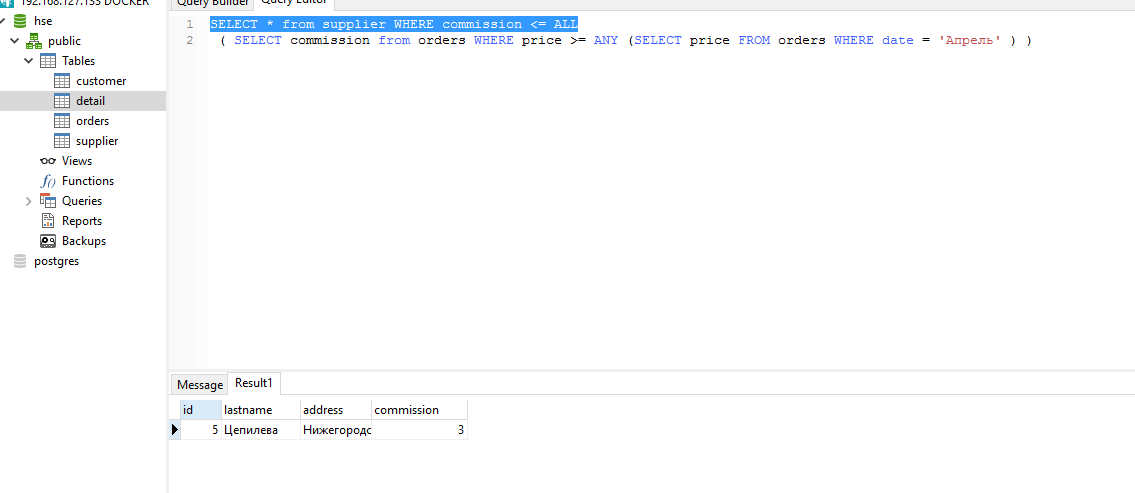 192.168.127.133 DOCKER
hse
public
Tables
customer
detail
orders
supplier
Views
Functions
Queries
Reports
Backups
postgres
Query Builder Query Editor
1 SELECT * from supplier WHERE commission <= ALL
2 ( SELECT commission from orders WHERE price >= ANY (SELECT price FROM orders WHERE date = 'Апрель' ) )
Message Result1
id lastname address commission
5 Цепилева Нижегородс 3